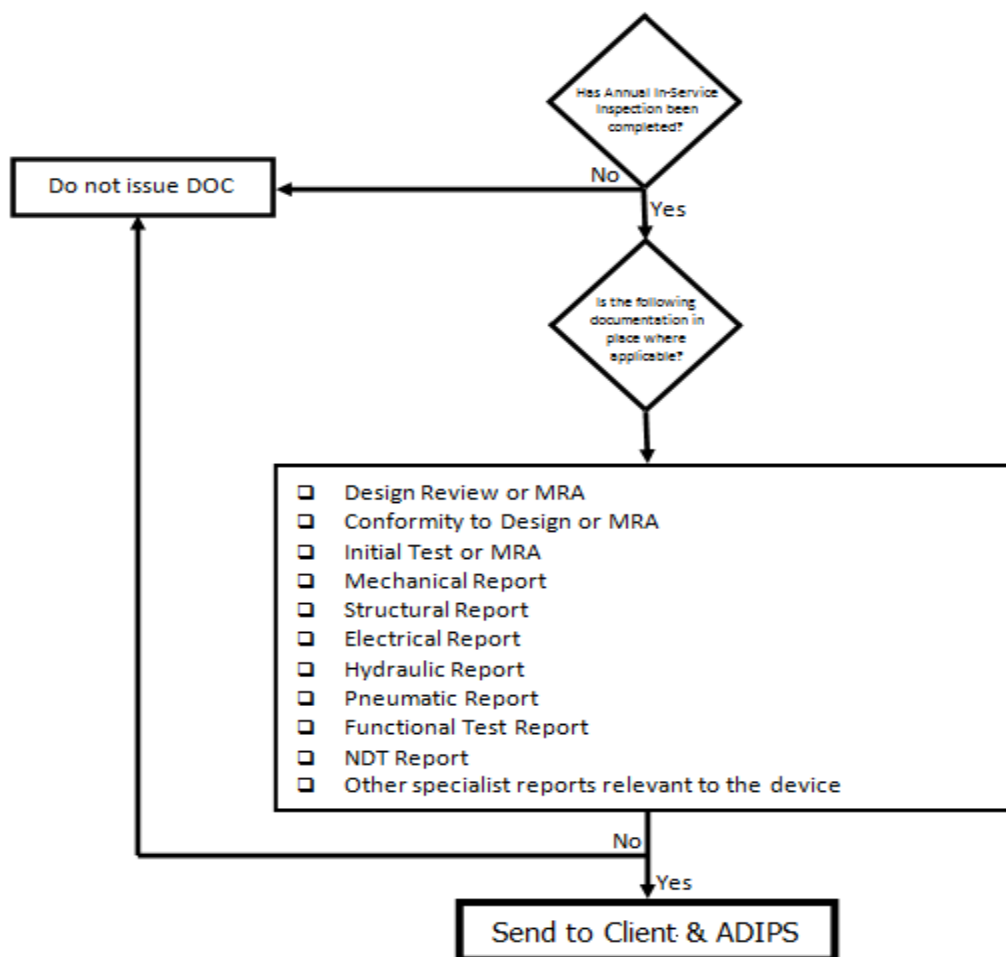 Has Annual In-Service
Inspection been
completed?
No
Do not issue DOC
Yes
Is the following
documentation in
place where
applicable?
❑ Design Review or MRA
❑ Conformity to Design or MRA
❑ Initial Test or MRA
❑ Mechanical Report
❑ Structural Report
❑ Electrical Report
❑ Hydraulic Report
❑ Pneumatic Report
❑ Functional Test Report
❑ NDT Report
❑ Other specialist reports relevant to the device
No
Yes
Send to Client & ADIPS